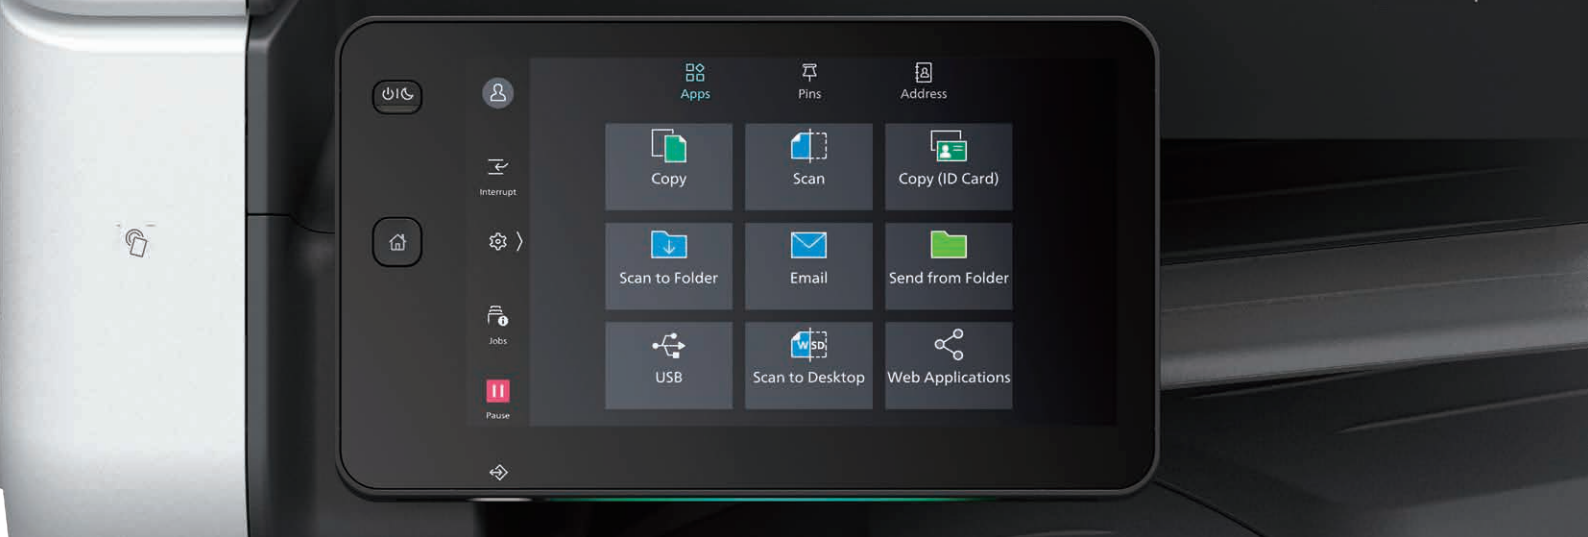 Apps
Pins
Address
Interrupt
Jobs
Pause
Copy
Scan
Copy (ID Card)
Scan to Folder
Email
Send from Folder
USB
WSD
Scan to Desktop
Web Applications